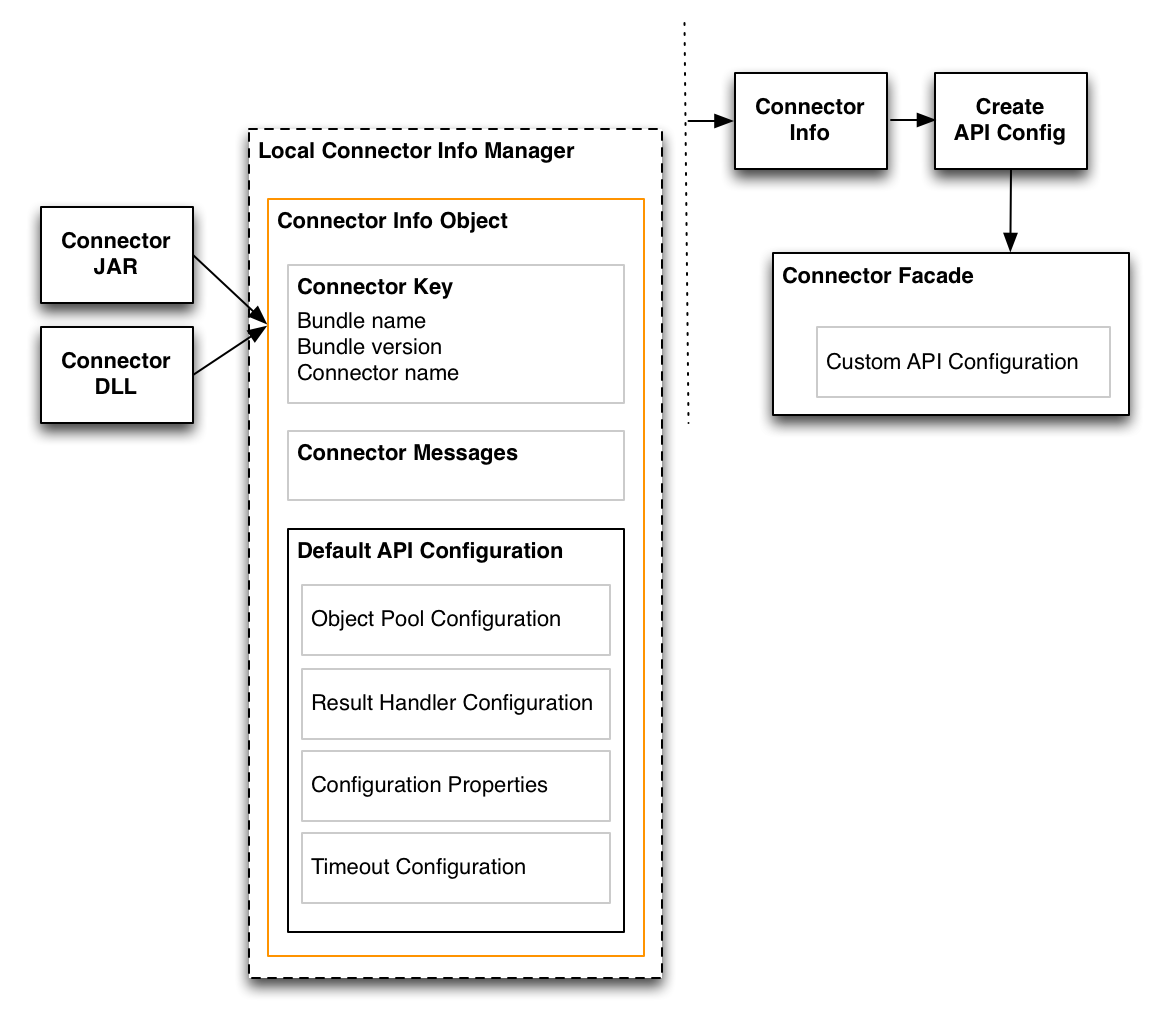 Connector
JAR
Connector
DLL
Local Connector Info Manager
Connector Info Object
Connector Key
Bundle name
Bundle version
Connector name
Connector Messages
Default API Configuration
Object Pool Configuration
Result Handler Configuration
Configuration Properties
Timeout Configuration
Connector
Info
Create
API Config
Connector Facade
Custom API Configuration